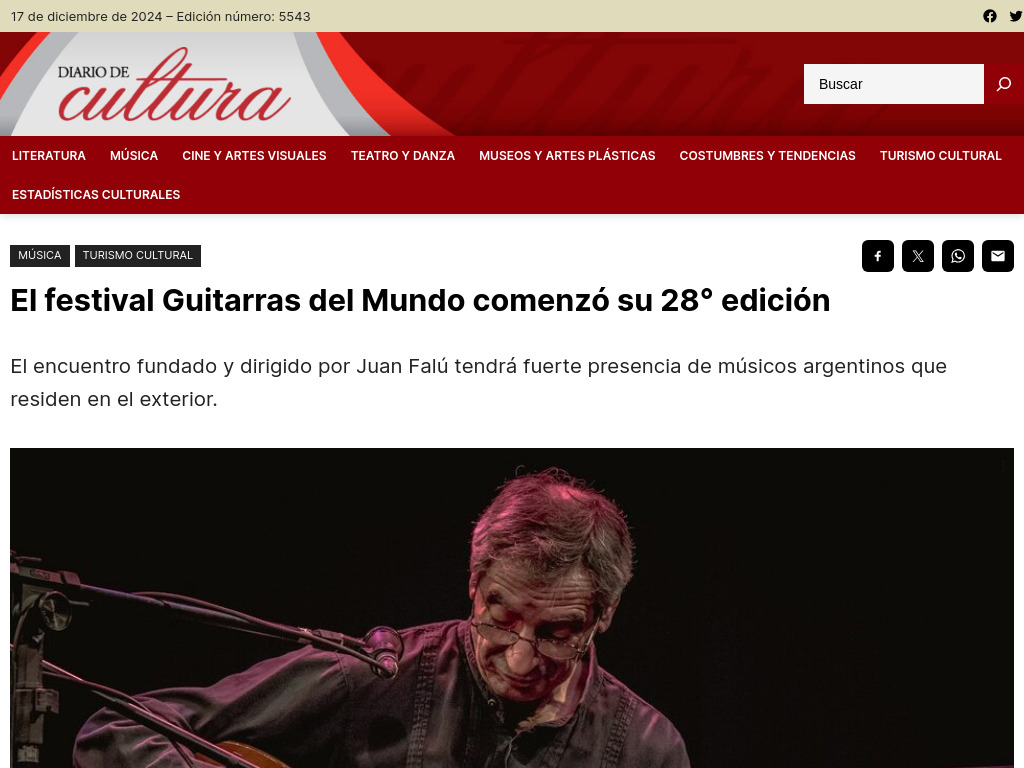 17 de diciembre de 2024 – Edición número: 5543
DIARIO DE
cultura
Buscar
LITERATURA MÚSICA CINE Y ARTES VISUALES TEATRO Y DANZA MUSEOS Y ARTES PLÁSTICAS COSTUMBRES Y TENDENCIAS TURISMO CULTURAL
ESTADÍSTICAS CULTURALES
MÚSICA TURISMO CULTURAL
El festival Guitarras del Mundo comenzó su 28° edición
El encuentro fundado y dirigido por Juan Falú tendrá fuerte presencia de músicos argentinos que
residen en el exterior.